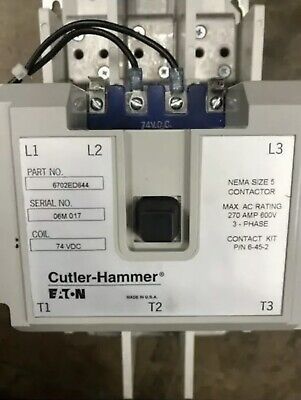 74V.D.C.
L1 L2 L3
PART NO.
6702ED644
SERIAL NO.
06M 017
COIL
74 VDC
NEMA SIZE 5
CONTACTOR
MAX. AC RATING
270 AMP 600V
3 - PHASE
CONTACT KIT
P/N 6-45-2
Cutler-Hammer®
EATON
MADE IN U.S.A.
T1 T2 T3